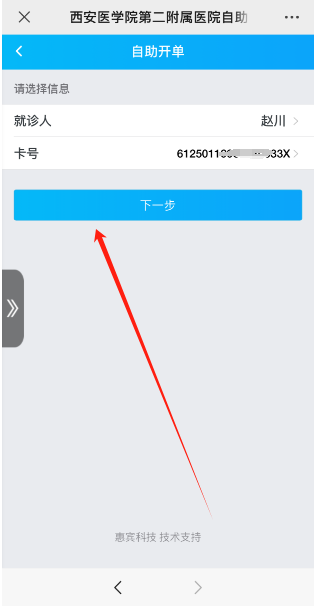 西安医学院第二附属医院自助
自助开单
请选择信息
就诊人 赵川
卡号 6125011 33X
下一步
惠宾科技 技术支持